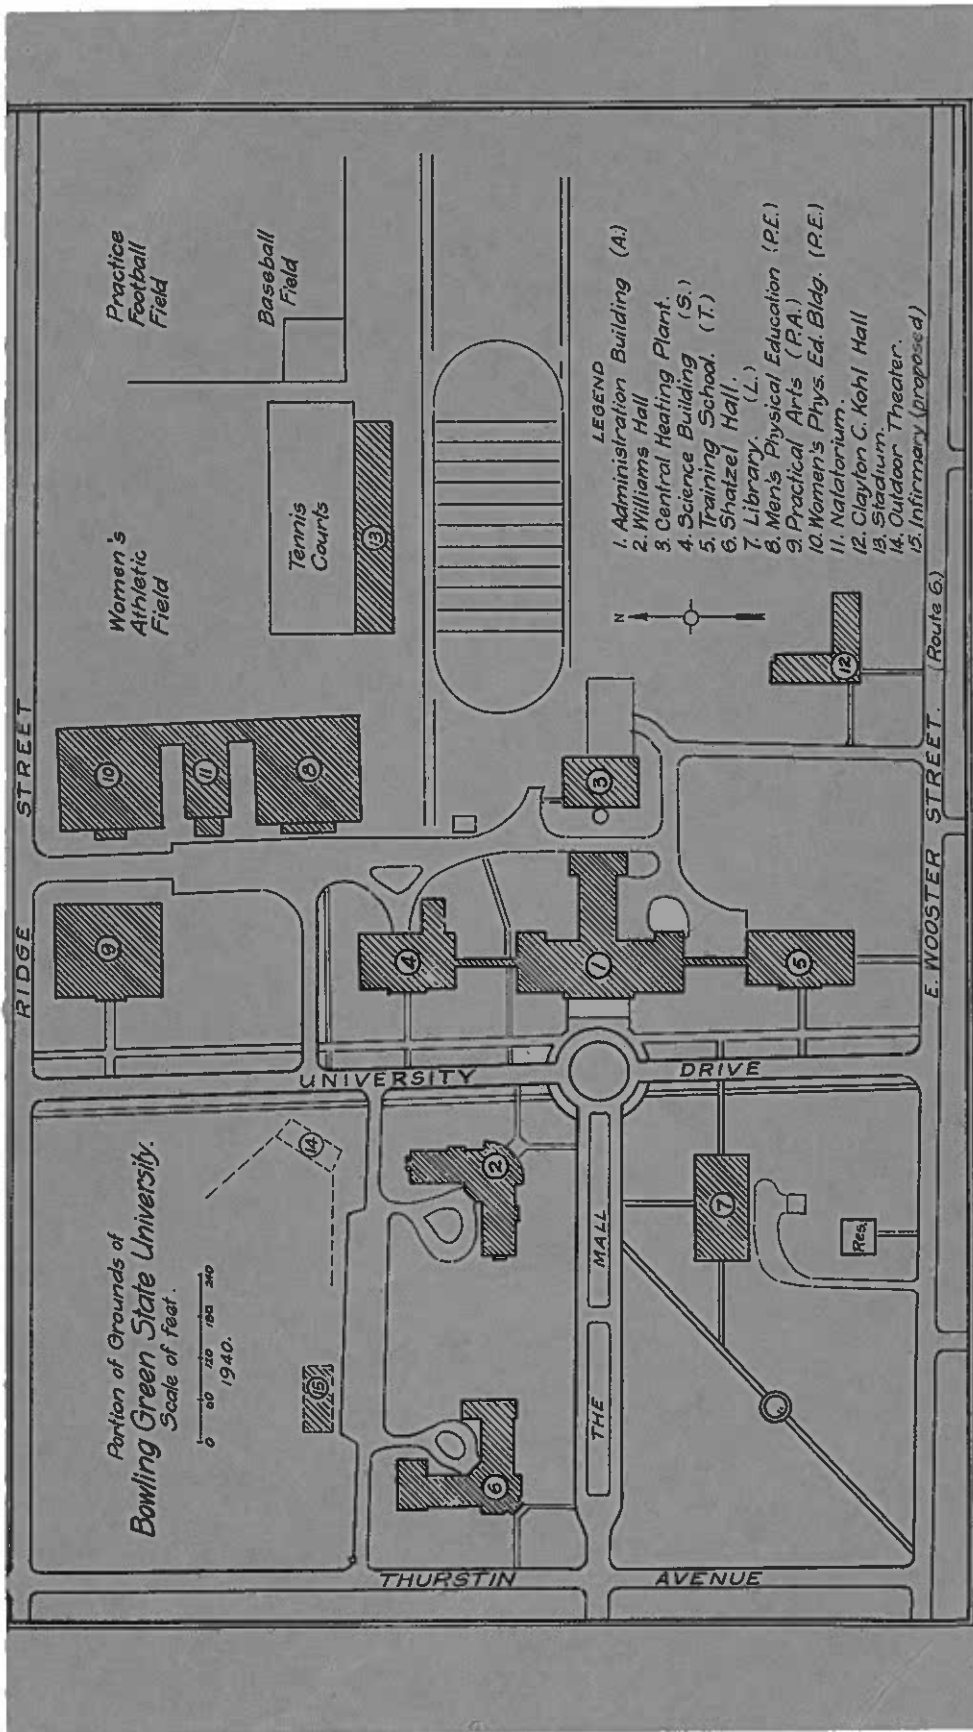 Portion of Grounds of
Bowling Green State University.
Scale of feet.
0 60 120 180 240
1940.
RIDGE STREET
Women's
Athletic
Field
Practice
Football
Field
Baseball
Field
Tennis
Courts
13
10
11
8
9
14
15
UNIVERSITY DRIVE
4
1
5
3
2
6
7
12
THE MALL
Res.
N
THURSTIN AVENUE
E. WOOSTER STREET. (Route 6.)
LEGEND
1. Administration Building (A.)
2. Williams Hall
3. Central Heating Plant.
4. Science Building (S.)
5. Training School. (T.)
6. Shatzel Hall.
7. Library. (L.)
8. Men's Physical Education (P.E.)
9. Practical Arts (P.A.)
10. Women's Phys. Ed. Bldg. (P.E.)
11. Natatorium.
12. Clayton C. Kohl Hall
13. Stadium.
14. Outdoor Theater.
15. Infirmary (proposed)